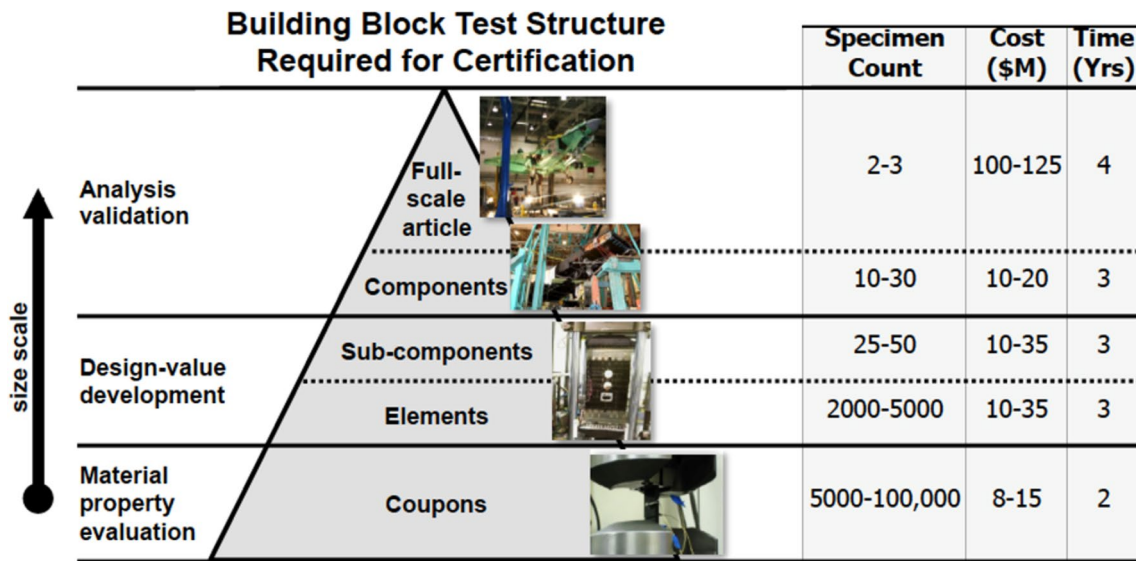 Building Block Test Structure
Required for Certification
Specimen
Count
Cost
($M)
Time
(Yrs)
size scale
Analysis
validation
Full-
scale
article
2-3
100-125
4
Components
10-30
10-20
3
Design-value
development
Sub-components
25-50
10-35
3
Elements
2000-5000
10-35
3
Material
property
evaluation
Coupons
5000-100,000
8-15
2